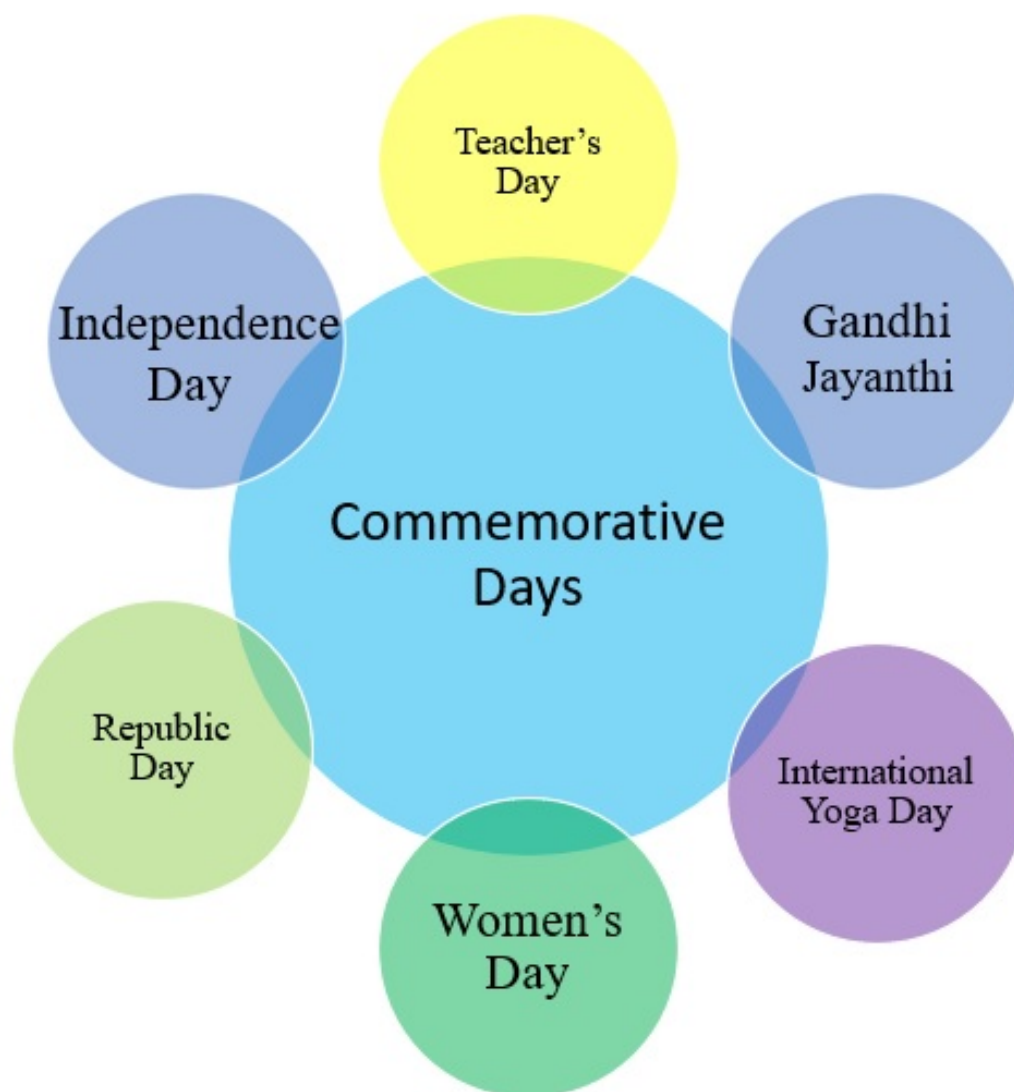 Teacher’s
Day
Independence
Day
Gandhi
Jayanthi
Commemorative
Days
Republic
Day
International
Yoga Day
Women’s
Day